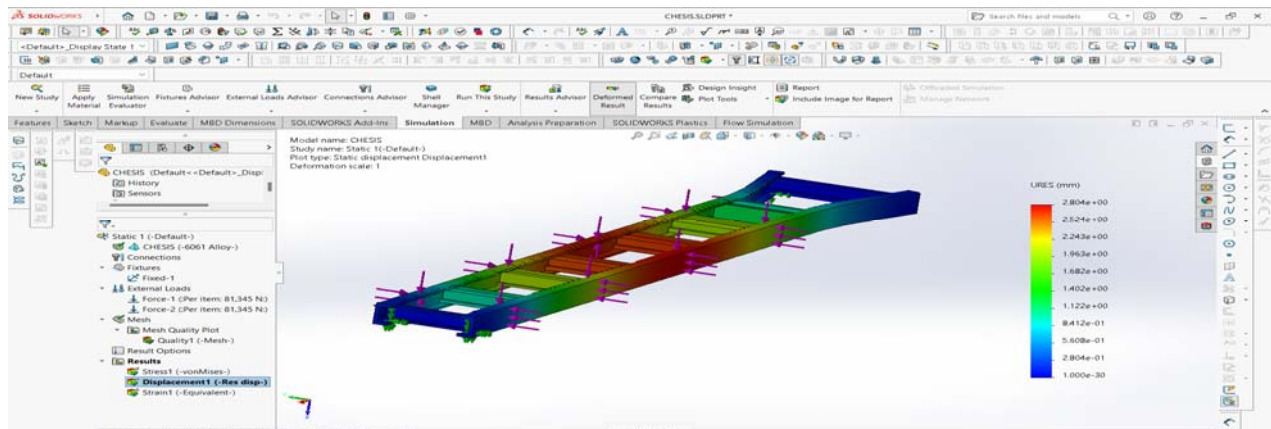 SOLIDWORKS
CHESIS.SLDPRT *
Search files and models
<Default>_Display State 1
Default
New Study
Apply Material
Simulation Evaluator
Fixtures Advisor
External Loads Advisor
Connections Advisor
Shell Manager
Run This Study
Results Advisor
Deformed Result
Compare Results
Design Insight
Plot Tools
Report
Include Image for Report
Offloaded Simulation
Manage Network
Features Sketch Markup Evaluate MBD Dimensions SOLIDWORKS Add-Ins Simulation MBD Analysis Preparation SOLIDWORKS Plastics Flow Simulation
CHESIS (Default<<Default>_Disp
History
Sensors
Static 1 (-Default-)
CHESIS (-6061 Alloy-)
Connections
Fixtures
Fixed-1
External Loads
Force-1 (:Per item: 81,345 N:)
Force-2 (:Per item: 81,345 N:)
Mesh
Mesh Quality Plot
Quality1 (-Mesh-)
Result Options
Results
Stress1 (-vonMises-)
Displacement1 (-Res disp-)
Strain1 (-Equivalent-)
Model name: CHESIS
Study name: Static 1(-Default-)
Plot type: Static displacement Displacement1
Deformation scale: 1
URES (mm)
2.804e+00
2.524e+00
2.243e+00
1.963e+00
1.682e+00
1.402e+00
1.122e+00
8.412e-01
5.608e-01
2.804e-01
1.000e-30